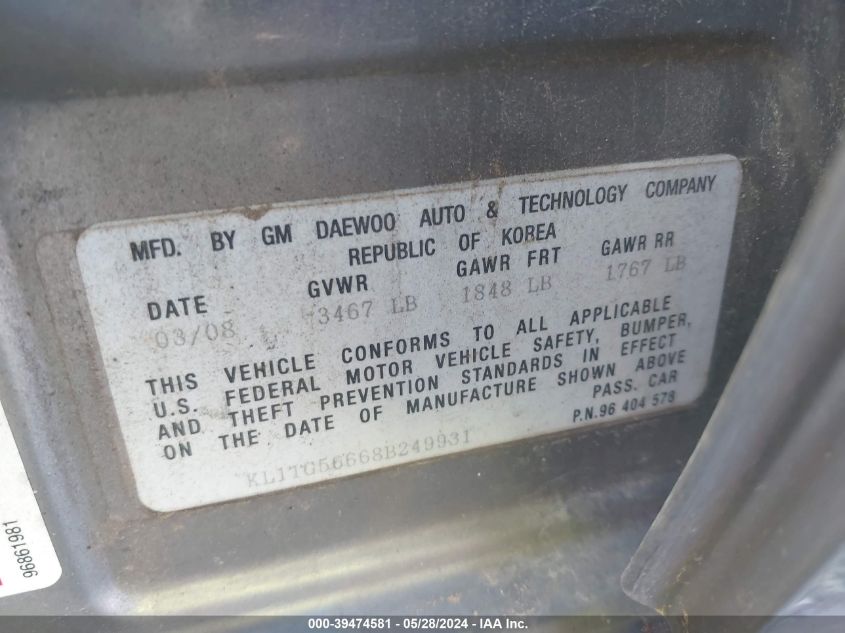 MFD. BY GM DAEWOO AUTO & TECHNOLOGY COMPANY
REPUBLIC OF KOREA
DATE GVWR GAWR FRT GAWR RR
03/08 3467 LB 1848 LB 1767 LB
THIS VEHICLE CONFORMS TO ALL APPLICABLE
U.S. FEDERAL MOTOR VEHICLE SAFETY, BUMPER,
AND THEFT PREVENTION STANDARDS IN EFFECT
ON THE DATE OF MANUFACTURE SHOWN ABOVE
PASS. CAR
P.N.96 404 578
KL1TG56668B249931
96861981
000-39474581 / 05/28/2024 - IAA Inc.